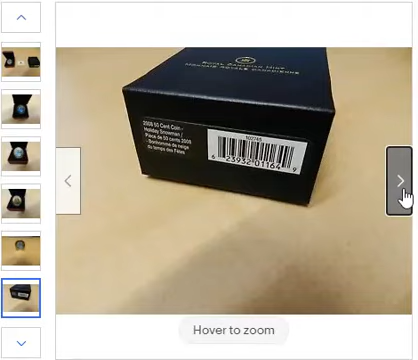 ROYAL CANADIAN MINT
MONNAIE ROYALE CANADIENNE
2008 50 Cent Coin -
Holiday Snowman /
Pièce de 50 cents 2008
- Bonhomme de neige
du temps des Fêtes
102745
6 23932 01164 9
Hover to zoom